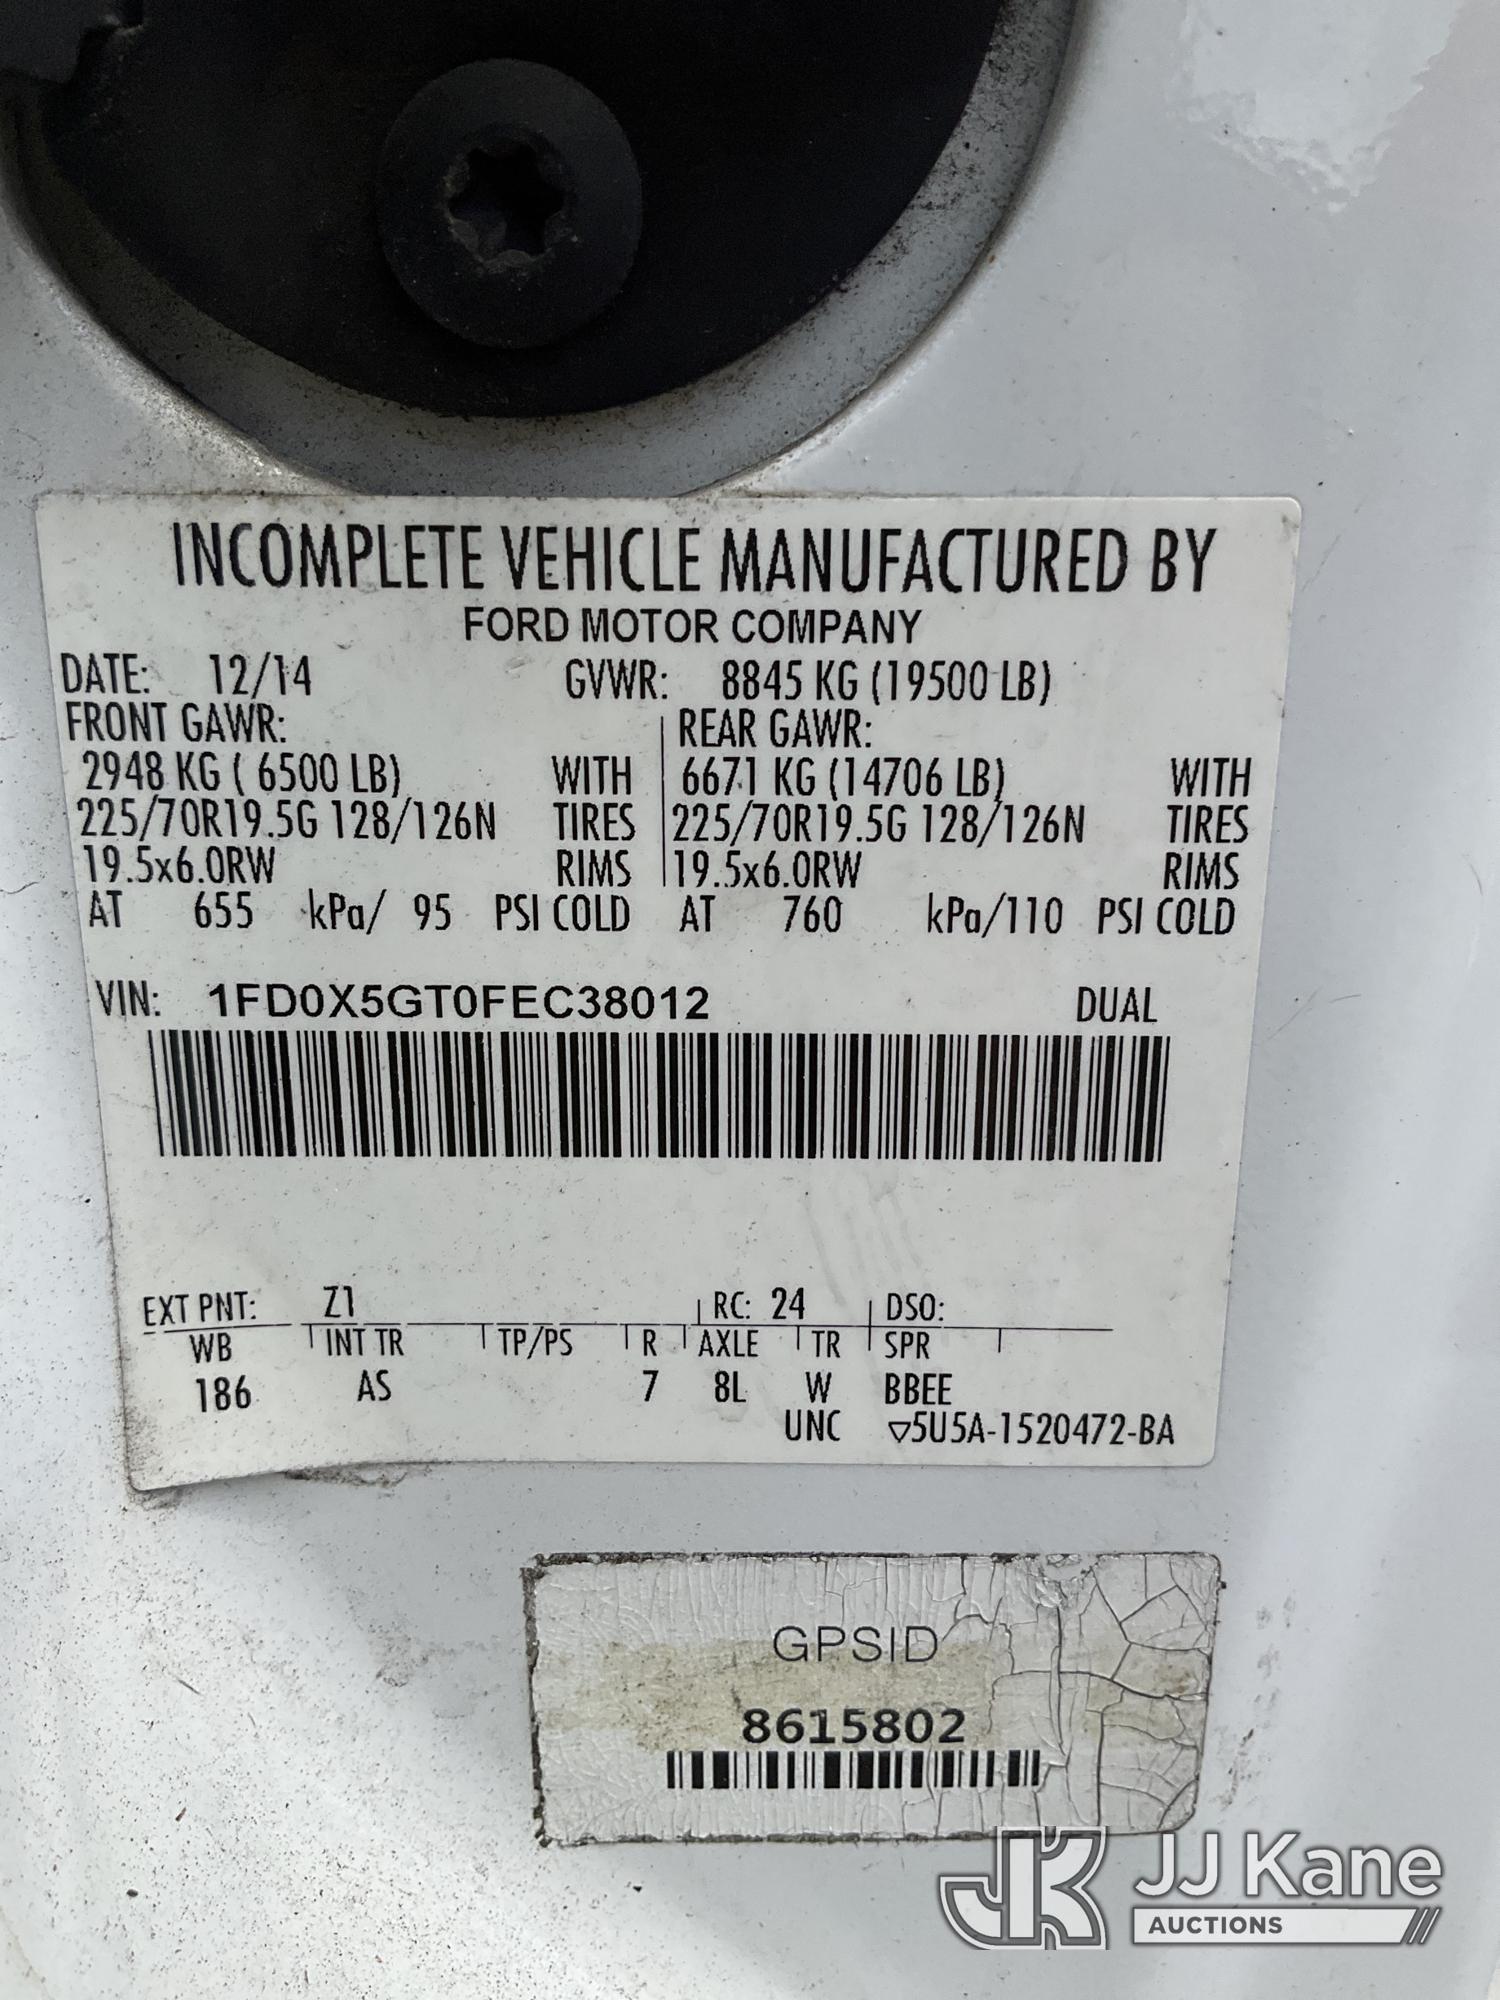 INCOMPLETE VEHICLE MANUFACTURED BY
FORD MOTOR COMPANY
DATE: 12/14 GVWR: 8845 KG (19500 LB)
FRONT GAWR: REAR GAWR:
2948 KG ( 6500 LB) WITH 6671 KG (14706 LB) WITH
225/70R19.5G 128/126N TIRES 225/70R19.5G 128/126N TIRES
19.5x6.0RW RIMS 19.5x6.0RW RIMS
AT 655 kPa/ 95 PSI COLD AT 760 kPa/110 PSI COLD
VIN: 1FD0X5GT0FEC38012 DUAL
EXT PNT: Z1 RC: 24 DSO:
WB INT TR TP/PS R AXLE TR SPR
186 AS 7 8L W BBEE
UNC ▽5U5A-1520472-BA
GPSID
8615802
JK JJ Kane
AUCTIONS